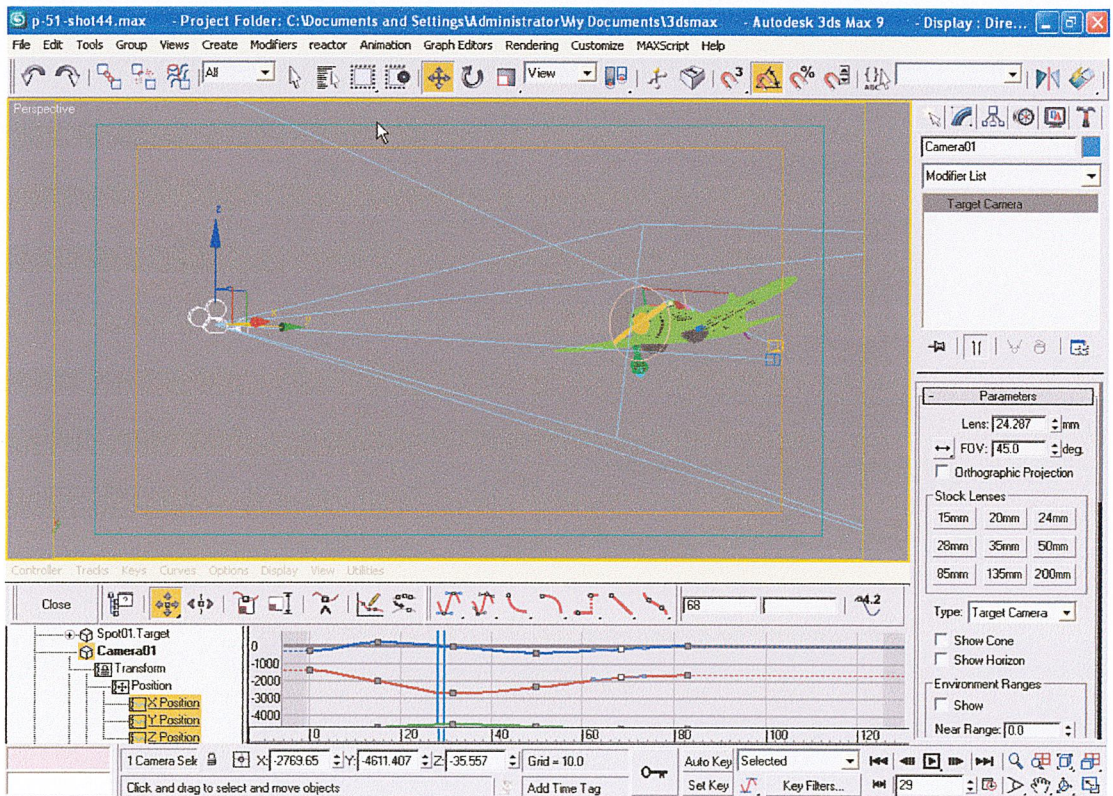 p-51-shot44.max - Project Folder: C:\Documents and Settings\Administrator\My Documents\3dsmax - Autodesk 3ds Max 9 - Display : Dire...
File Edit Tools Group Views Create Modifiers reactor Animation Graph Editors Rendering Customize MAXScript Help
All View 3 % ABC
Perspective
z
Camera01
Modifier List
Target Camera
- Parameters
Lens: 24.287 mm
FOV: 45.0 deg.
Orthographic Projection
Stock Lenses
15mm 20mm 24mm
28mm 35mm 50mm
85mm 135mm 200mm
Type: Target Camera
Show Cone
Show Horizon
Environment Ranges
Show
Near Range: 0.0
Controller Tracks Keys Curves Options Display View Utilities
Close 68 4.2
Spot01.Target
Camera01
Transform
Position
X Position
Y Position
Z Position
0
-1000
-2000
-3000
-4000
0 20 40 60 80 100 120
1 Camera Sele X: -2769.65 Y: -4611.407 Z: -35.557 Grid = 10.0 Auto Key Selected
Click and drag to select and move objects Add Time Tag Set Key Key Filters... 29